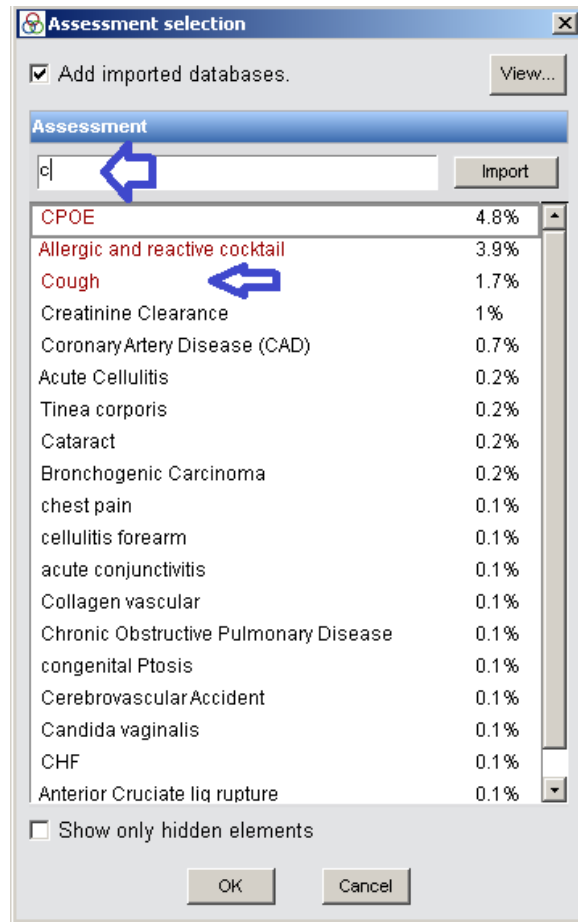 Assessment selection
Add imported databases. View...
Assessment
c Import
CPOE 4.8%
Allergic and reactive cocktail 3.9%
Cough 1.7%
Creatinine Clearance 1%
Coronary Artery Disease (CAD) 0.7%
Acute Cellulitis 0.2%
Tinea corporis 0.2%
Cataract 0.2%
Bronchogenic Carcinoma 0.2%
chest pain 0.1%
cellulitis forearm 0.1%
acute conjunctivitis 0.1%
Collagen vascular 0.1%
Chronic Obstructive Pulmonary Disease 0.1%
congenital Ptosis 0.1%
Cerebrovascular Accident 0.1%
Candida vaginalis 0.1%
CHF 0.1%
Anterior Cruciate lig rupture 0.1%
Show only hidden elements
OK Cancel